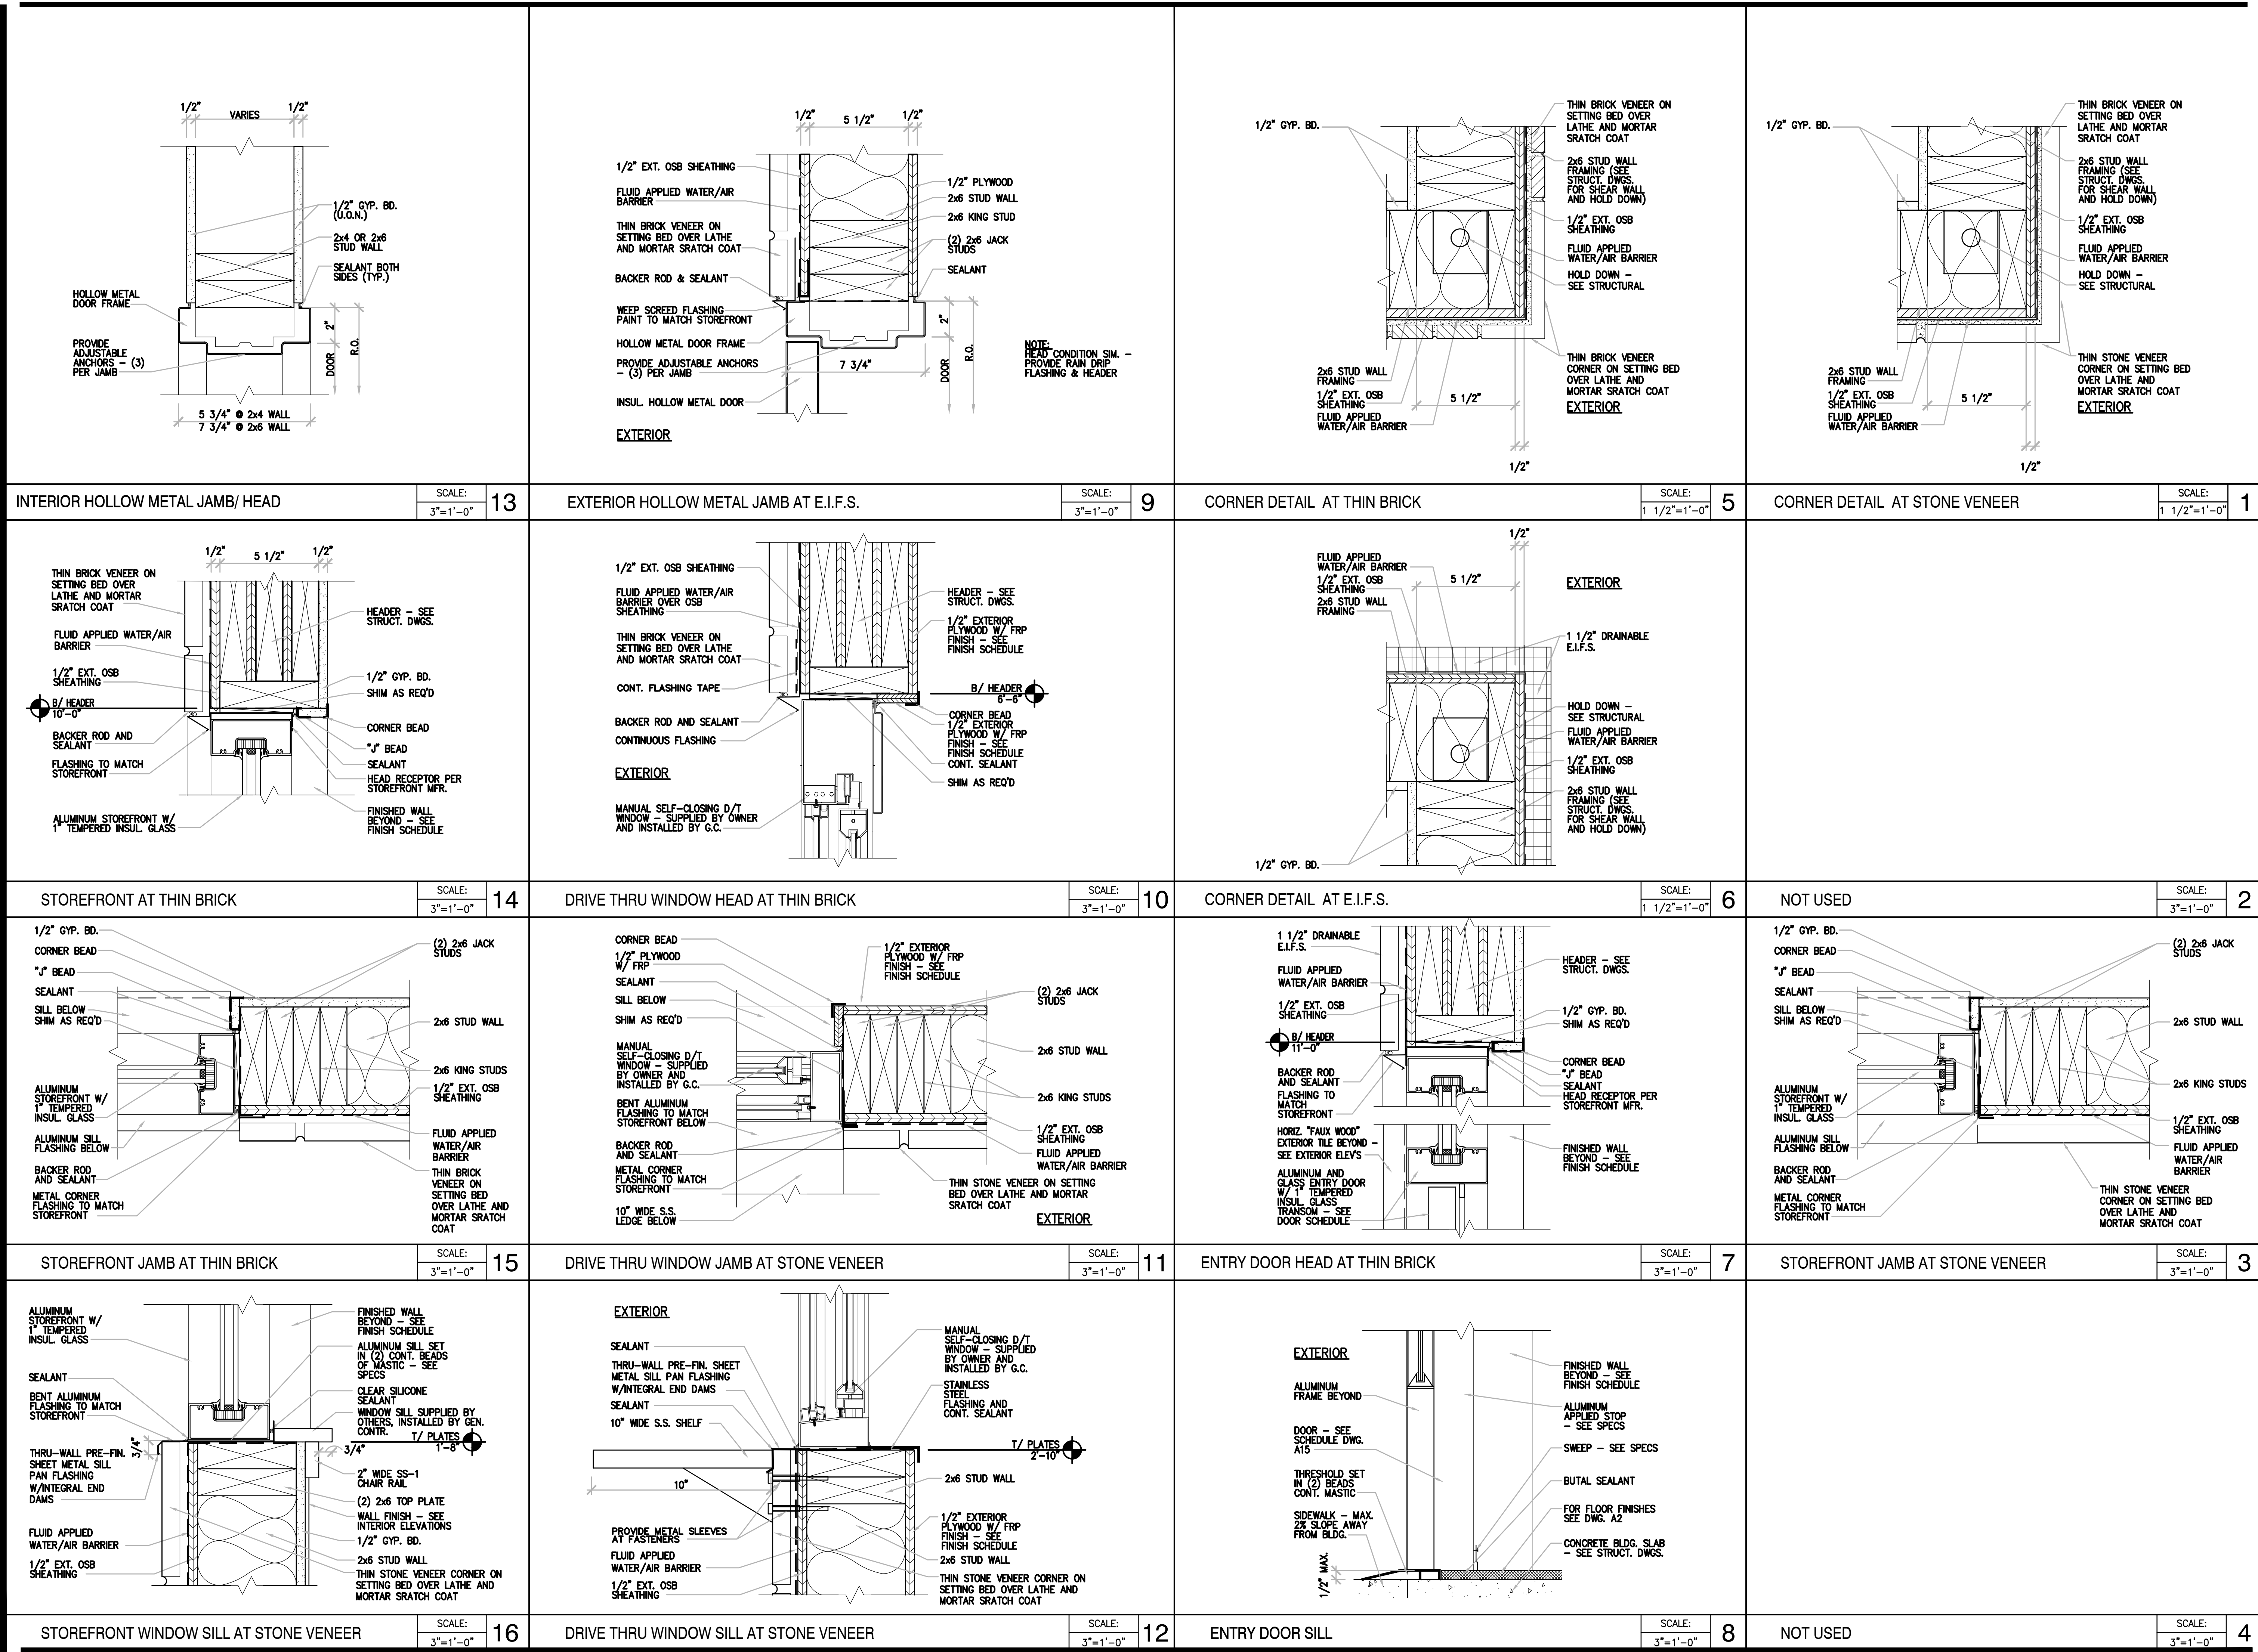 1/2"
VARIES
1/2"
1/2" GYP. BD.
(U.O.N.)
2x4 OR 2x6
STUD WALL
SEALANT BOTH
SIDES (TYP.)
HOLLOW METAL
DOOR FRAME
PROVIDE
ADJUSTABLE
ANCHORS – (3)
PER JAMB
2"
DOOR
R.O.
5 3/4" @ 2x4 WALL
7 3/4" @ 2x6 WALL
INTERIOR HOLLOW METAL JAMB/ HEAD
SCALE:
3"=1'-0"
13
1/2"
5 1/2"
1/2"
1/2" EXT. OSB SHEATHING
FLUID APPLIED WATER/AIR
BARRIER
THIN BRICK VENEER ON
SETTING BED OVER LATHE
AND MORTAR SRATCH COAT
BACKER ROD & SEALANT
WEEP SCREED FLASHING
PAINT TO MATCH STOREFRONT
HOLLOW METAL DOOR FRAME
PROVIDE ADJUSTABLE ANCHORS
– (3) PER JAMB
INSUL. HOLLOW METAL DOOR
EXTERIOR
1/2" PLYWOOD
2x6 STUD WALL
2x6 KING STUD
(2) 2x6 JACK
STUDS
SEALANT
2"
DOOR
R.O.
7 3/4"
NOTE:
HEAD CONDITION SIM. –
PROVIDE RAIN DRIP
FLASHING & HEADER
EXTERIOR HOLLOW METAL JAMB AT E.I.F.S.
SCALE:
3"=1'-0"
9
1/2" GYP. BD.
THIN BRICK VENEER ON
SETTING BED OVER
LATHE AND MORTAR
SRATCH COAT
2x6 STUD WALL
FRAMING (SEE
STRUCT. DWGS.
FOR SHEAR WALL
AND HOLD DOWN)
1/2" EXT. OSB
SHEATHING
FLUID APPLIED
WATER/AIR BARRIER
HOLD DOWN –
SEE STRUCTURAL
THIN BRICK VENEER
CORNER ON SETTING BED
OVER LATHE AND
MORTAR SRATCH COAT
EXTERIOR
2x6 STUD WALL
FRAMING
1/2" EXT. OSB
SHEATHING
FLUID APPLIED
WATER/AIR BARRIER
5 1/2"
1/2"
CORNER DETAIL AT THIN BRICK
SCALE:
1 1/2"=1'-0"
5
1/2" GYP. BD.
THIN BRICK VENEER ON
SETTING BED OVER
LATHE AND MORTAR
SRATCH COAT
2x6 STUD WALL
FRAMING (SEE
STRUCT. DWGS.
FOR SHEAR WALL
AND HOLD DOWN)
1/2" EXT. OSB
SHEATHING
FLUID APPLIED
WATER/AIR BARRIER
HOLD DOWN –
SEE STRUCTURAL
THIN STONE VENEER
CORNER ON SETTING BED
OVER LATHE AND
MORTAR SRATCH COAT
EXTERIOR
2x6 STUD WALL
FRAMING
1/2" EXT. OSB
SHEATHING
FLUID APPLIED
WATER/AIR BARRIER
5 1/2"
1/2"
CORNER DETAIL AT STONE VENEER
SCALE:
1 1/2"=1'-0"
1
1/2"
5 1/2"
1/2"
THIN BRICK VENEER ON
SETTING BED OVER
LATHE AND MORTAR
SRATCH COAT
FLUID APPLIED WATER/AIR
BARRIER
1/2" EXT. OSB
SHEATHING
B/ HEADER
10'-0"
BACKER ROD AND
SEALANT
FLASHING TO MATCH
STOREFRONT
ALUMINUM STOREFRONT W/
1" TEMPERED INSUL. GLASS
HEADER – SEE
STRUCT. DWGS.
1/2" GYP. BD.
SHIM AS REQ'D
CORNER BEAD
"J" BEAD
SEALANT
HEAD RECEPTOR PER
STOREFRONT MFR.
FINISHED WALL
BEYOND – SEE
FINISH SCHEDULE
STOREFRONT AT THIN BRICK
SCALE:
3"=1'-0"
14
1/2" EXT. OSB SHEATHING
FLUID APPLIED WATER/AIR
BARRIER OVER OSB
SHEATHING
THIN BRICK VENEER ON
SETTING BED OVER LATHE
AND MORTAR SRATCH COAT
CONT. FLASHING TAPE
BACKER ROD AND SEALANT
CONTINUOUS FLASHING
EXTERIOR
MANUAL SELF-CLOSING D/T
WINDOW – SUPPLIED BY OWNER
AND INSTALLED BY G.C.
HEADER – SEE
STRUCT. DWGS.
1/2" EXTERIOR
PLYWOOD W/ FRP
FINISH – SEE
FINISH SCHEDULE
B/ HEADER
6'-6"
CORNER BEAD
1/2" EXTERIOR
PLYWOOD W/ FRP
FINISH – SEE
FINISH SCHEDULE
CONT. SEALANT
SHIM AS REQ'D
DRIVE THRU WINDOW HEAD AT THIN BRICK
SCALE:
3"=1'-0"
10
1/2"
FLUID APPLIED
WATER/AIR BARRIER
1/2" EXT. OSB
SHEATHING
2x6 STUD WALL
FRAMING
5 1/2"
EXTERIOR
1 1/2" DRAINABLE
E.I.F.S.
HOLD DOWN –
SEE STRUCTURAL
FLUID APPLIED
WATER/AIR BARRIER
1/2" EXT. OSB
SHEATHING
2x6 STUD WALL
FRAMING (SEE
STRUCT. DWGS.
FOR SHEAR WALL
AND HOLD DOWN)
1/2" GYP. BD.
CORNER DETAIL AT E.I.F.S.
SCALE:
1 1/2"=1'-0"
6
NOT USED
SCALE:
3"=1'-0"
2
1/2" GYP. BD.
CORNER BEAD
"J" BEAD
SEALANT
SILL BELOW
SHIM AS REQ'D
ALUMINUM
STOREFRONT W/
1" TEMPERED
INSUL. GLASS
ALUMINUM SILL
FLASHING BELOW
BACKER ROD
AND SEALANT
METAL CORNER
FLASHING TO MATCH
STOREFRONT
(2) 2x6 JACK
STUDS
2x6 STUD WALL
2x6 KING STUDS
1/2" EXT. OSB
SHEATHING
FLUID APPLIED
WATER/AIR
BARRIER
THIN BRICK
VENEER ON
SETTING BED
OVER LATHE AND
MORTAR SRATCH
COAT
STOREFRONT JAMB AT THIN BRICK
SCALE:
3"=1'-0"
15
CORNER BEAD
1/2" PLYWOOD
W/ FRP
SEALANT
SILL BELOW
SHIM AS REQ'D
MANUAL
SELF-CLOSING D/T
WINDOW – SUPPLIED
BY OWNER AND
INSTALLED BY G.C.
BENT ALUMINUM
FLASHING TO MATCH
STOREFRONT BELOW
BACKER ROD
AND SEALANT
METAL CORNER
FLASHING TO MATCH
STOREFRONT
10" WIDE S.S.
LEDGE BELOW
1/2" EXTERIOR
PLYWOOD W/ FRP
FINISH – SEE
FINISH SCHEDULE
(2) 2x6 JACK
STUDS
2x6 STUD WALL
2x6 KING STUDS
1/2" EXT. OSB
SHEATHING
FLUID APPLIED
WATER/AIR BARRIER
THIN STONE VENEER ON SETTING
BED OVER LATHE AND MORTAR
SRATCH COAT
EXTERIOR
DRIVE THRU WINDOW JAMB AT STONE VENEER
SCALE:
3"=1'-0"
11
1 1/2" DRAINABLE
E.I.F.S.
FLUID APPLIED
WATER/AIR BARRIER
1/2" EXT. OSB
SHEATHING
B/ HEADER
11'-0"
BACKER ROD
AND SEALANT
FLASHING TO
MATCH
STOREFRONT
HORIZ. "FAUX WOOD"
EXTERIOR TILE BEYOND –
SEE EXTERIOR ELEV'S
ALUMINUM AND
GLASS ENTRY DOOR
W/ 1" TEMPERED
INSUL. GLASS
TRANSOM – SEE
DOOR SCHEDULE
HEADER – SEE
STRUCT. DWGS.
1/2" GYP. BD.
SHIM AS REQ'D
CORNER BEAD
"J" BEAD
SEALANT
HEAD RECEPTOR PER
STOREFRONT MFR.
FINISHED WALL
BEYOND – SEE
FINISH SCHEDULE
ENTRY DOOR HEAD AT THIN BRICK
SCALE:
3"=1'-0"
7
1/2" GYP. BD.
CORNER BEAD
"J" BEAD
SEALANT
SILL BELOW
SHIM AS REQ'D
ALUMINUM
STOREFRONT W/
1" TEMPERED
INSUL. GLASS
ALUMINUM SILL
FLASHING BELOW
BACKER ROD
AND SEALANT
METAL CORNER
FLASHING TO MATCH
STOREFRONT
(2) 2x6 JACK
STUDS
2x6 STUD WALL
2x6 KING STUDS
1/2" EXT. OSB
SHEATHING
FLUID APPLIED
WATER/AIR
BARRIER
THIN STONE VENEER
CORNER ON SETTING BED
OVER LATHE AND
MORTAR SRATCH COAT
STOREFRONT JAMB AT STONE VENEER
SCALE:
3"=1'-0"
3
ALUMINUM
STOREFRONT W/
1" TEMPERED
INSUL. GLASS
SEALANT
BENT ALUMINUM
FLASHING TO MATCH
STOREFRONT
3/4"
THRU-WALL PRE-FIN.
SHEET METAL SILL
PAN FLASHING
W/INTEGRAL END
DAMS
FLUID APPLIED
WATER/AIR BARRIER
1/2" EXT. OSB
SHEATHING
FINISHED WALL
BEYOND – SEE
FINISH SCHEDULE
ALUMINUM SILL SET
IN (2) CONT. BEADS
OF MASTIC – SEE
SPECS
CLEAR SILICONE
SEALANT
WINDOW SILL SUPPLIED BY
OTHERS, INSTALLED BY GEN.
CONTR.
T/ PLATES
1'-8"
3/4"
2" WIDE SS-1
CHAIR RAIL
(2) 2x6 TOP PLATE
WALL FINISH – SEE
INTERIOR ELEVATIONS
1/2" GYP. BD.
2x6 STUD WALL
THIN STONE VENEER CORNER ON
SETTING BED OVER LATHE AND
MORTAR SRATCH COAT
STOREFRONT WINDOW SILL AT STONE VENEER
SCALE:
3"=1'-0"
16
EXTERIOR
SEALANT
THRU-WALL PRE-FIN. SHEET
METAL SILL PAN FLASHING
W/INTEGRAL END DAMS
SEALANT
10" WIDE S.S. SHELF
10"
PROVIDE METAL SLEEVES
AT FASTENERS
FLUID APPLIED
WATER/AIR BARRIER
1/2" EXT. OSB
SHEATHING
MANUAL
SELF-CLOSING D/T
WINDOW – SUPPLIED
BY OWNER AND
INSTALLED BY G.C.
STAINLESS
STEEL
FLASHING AND
CONT. SEALANT
T/ PLATES
2'-10"
2x6 STUD WALL
1/2" EXTERIOR
PLYWOOD W/ FRP
FINISH – SEE
FINISH SCHEDULE
2x6 STUD WALL
THIN STONE VENEER CORNER ON
SETTING BED OVER LATHE AND
MORTAR SRATCH COAT
DRIVE THRU WINDOW SILL AT STONE VENEER
SCALE:
3"=1'-0"
12
EXTERIOR
ALUMINUM
FRAME BEYOND
DOOR – SEE
SCHEDULE DWG.
A15
THRESHOLD SET
IN (2) BEADS
CONT. MASTIC
SIDEWALK – MAX.
2% SLOPE AWAY
FROM BLDG.
1/2" MAX.
FINISHED WALL
BEYOND – SEE
FINISH SCHEDULE
ALUMINUM
APPLIED STOP
– SEE SPECS
SWEEP – SEE SPECS
BUTAL SEALANT
FOR FLOOR FINISHES
SEE DWG. A2
CONCRETE BLDG. SLAB
– SEE STRUCT. DWGS.
ENTRY DOOR SILL
SCALE:
3"=1'-0"
8
NOT USED
SCALE:
3"=1'-0"
4